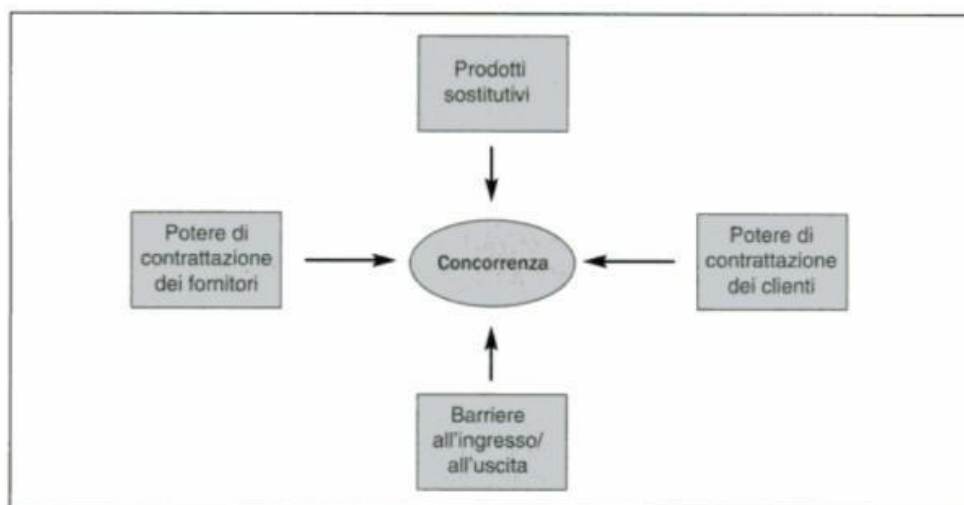 Prodotti
sostitutivi
Potere di
contrattazione
dei fornitori
Concorrenza
Potere di
contrattazione
dei clienti
Barriere
all'ingresso/
all'uscita